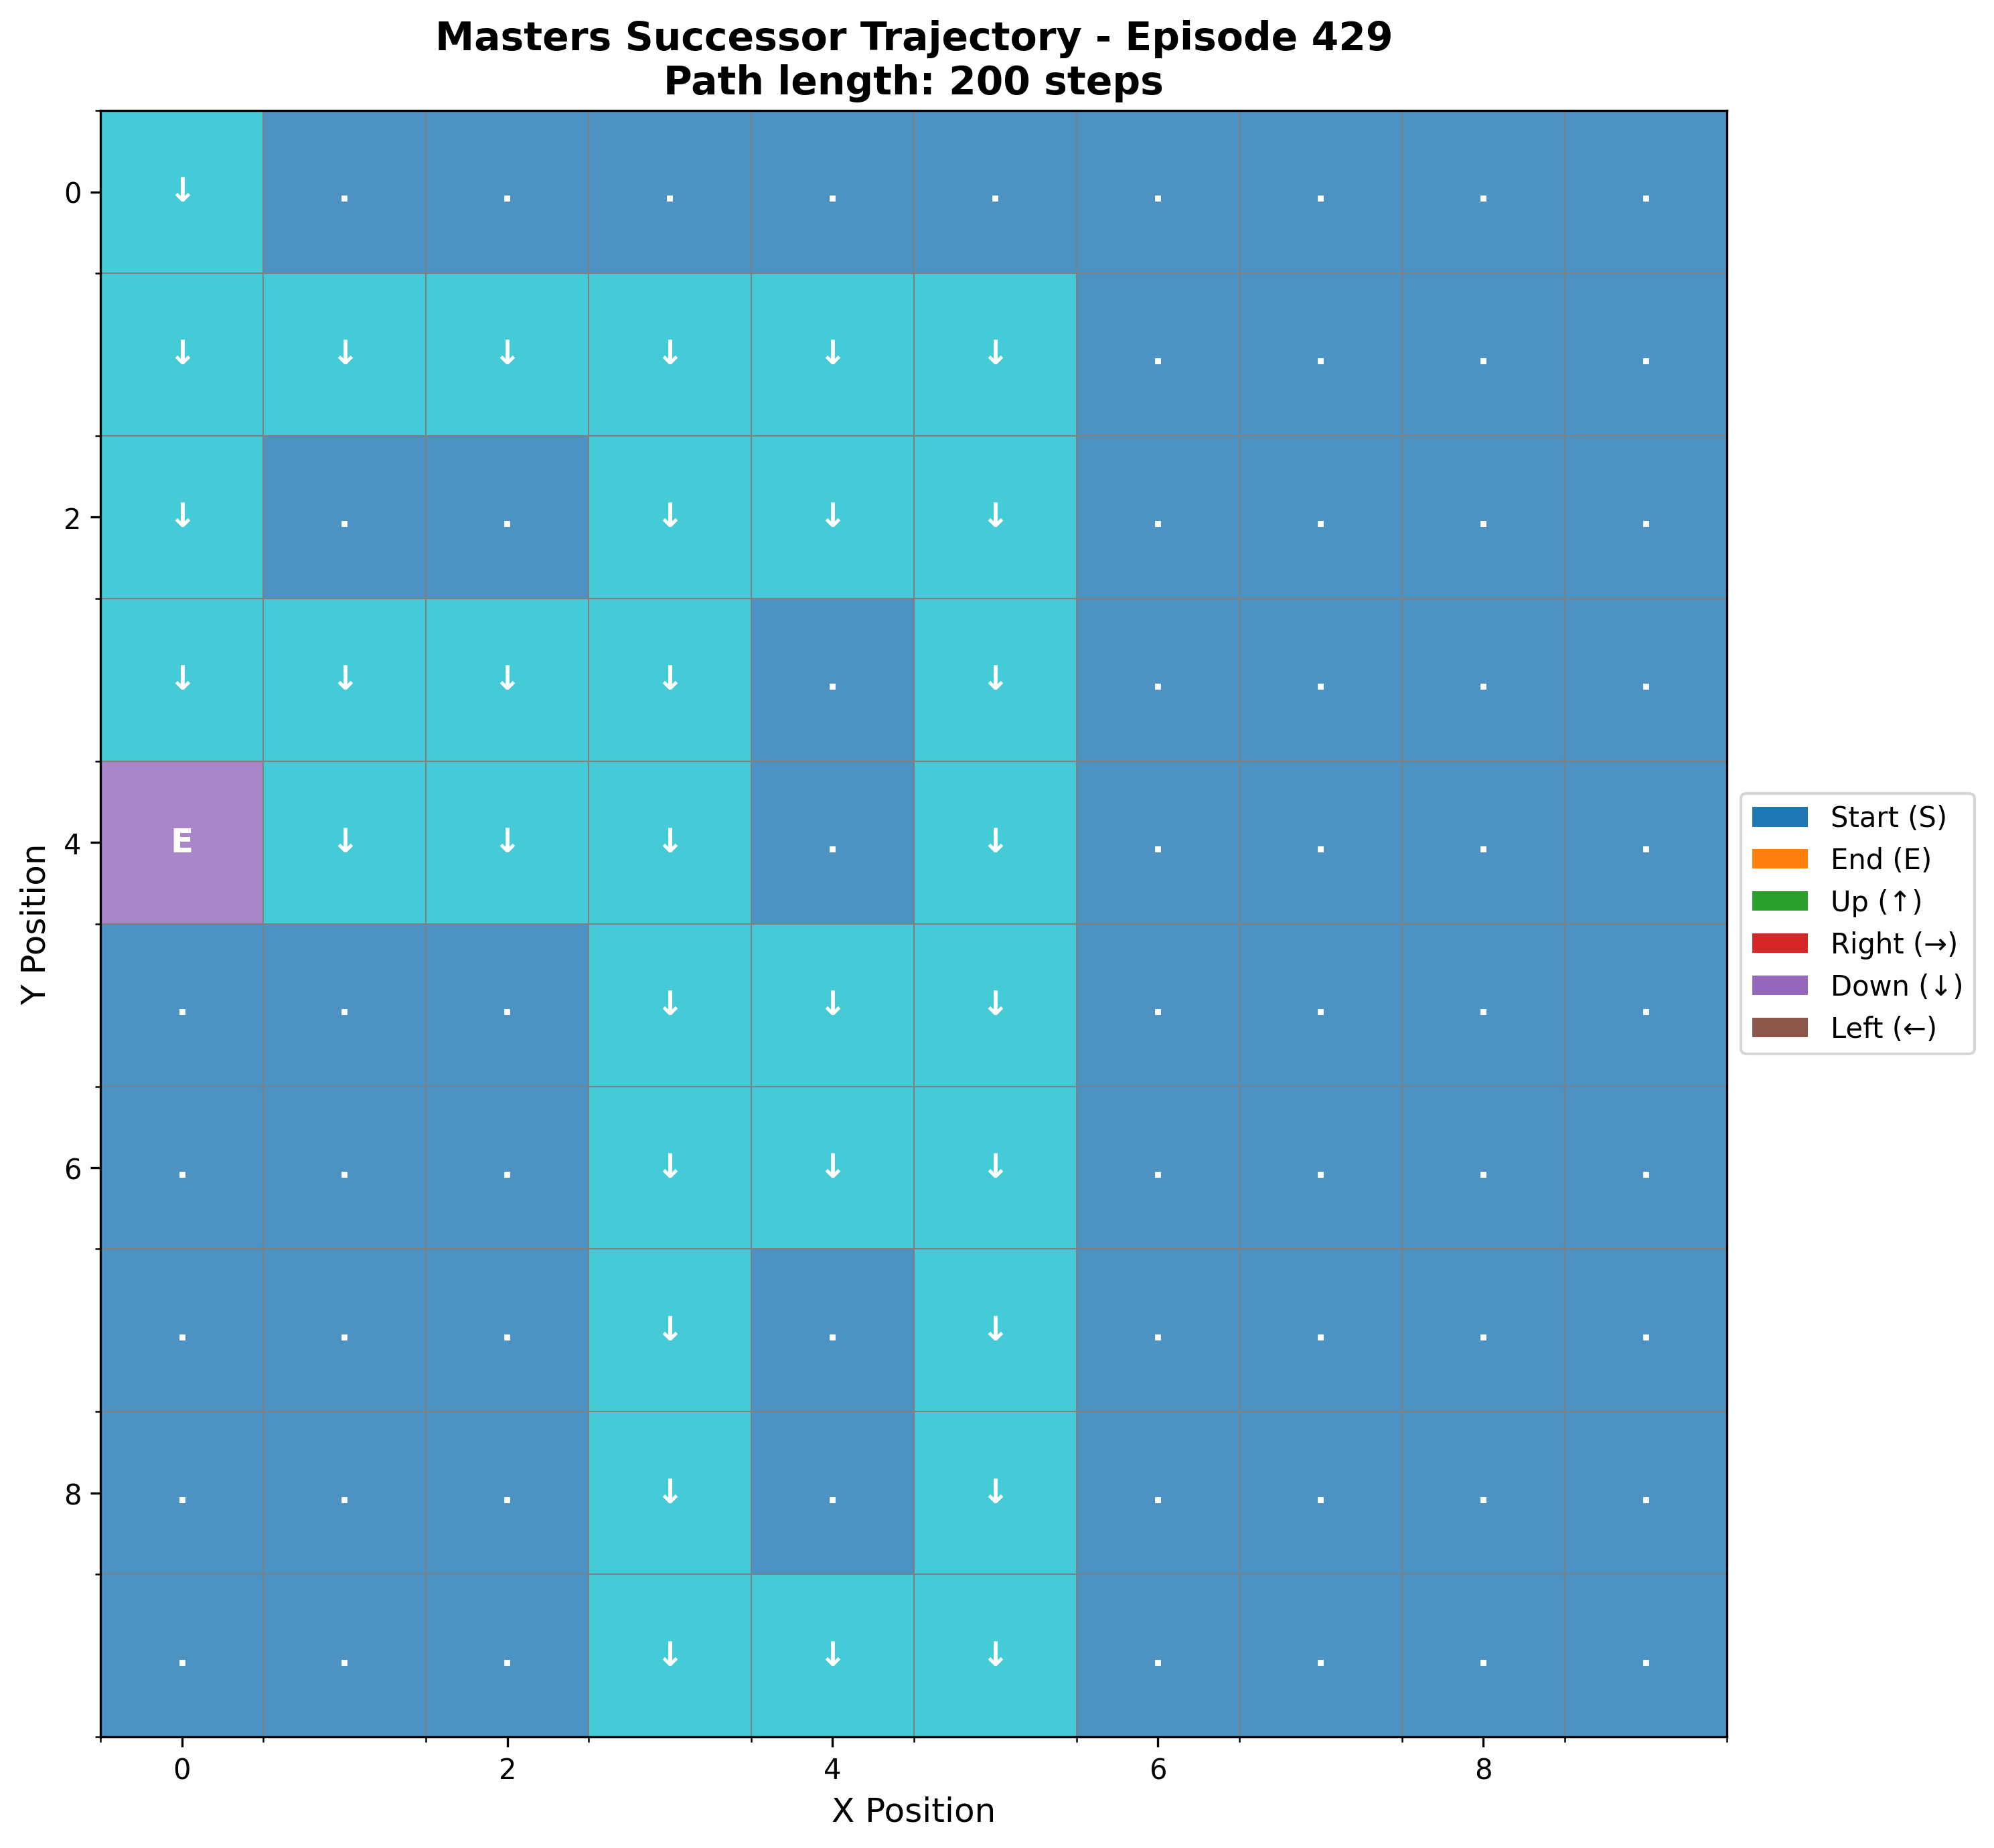 Masters Successor Trajectory - Episode 429
Path length: 200 steps
0 ↓ . . . . . . . . .
↓ ↓ ↓ ↓ ↓ ↓ . . . .
2 ↓ . . ↓ ↓ ↓ . . . .
↓ ↓ ↓ ↓ . ↓ . . . .
4 E ↓ ↓ ↓ . ↓ . . . .
. . . ↓ ↓ ↓ . . . .
6 . . . ↓ ↓ ↓ . . . .
. . . ↓ . ↓ . . . .
8 . . . ↓ . ↓ . . . .
. . . ↓ ↓ ↓ . . . .
0 2 4 6 8
X Position
Y Position
Start (S)
End (E)
Up (↑)
Right (→)
Down (↓)
Left (←)